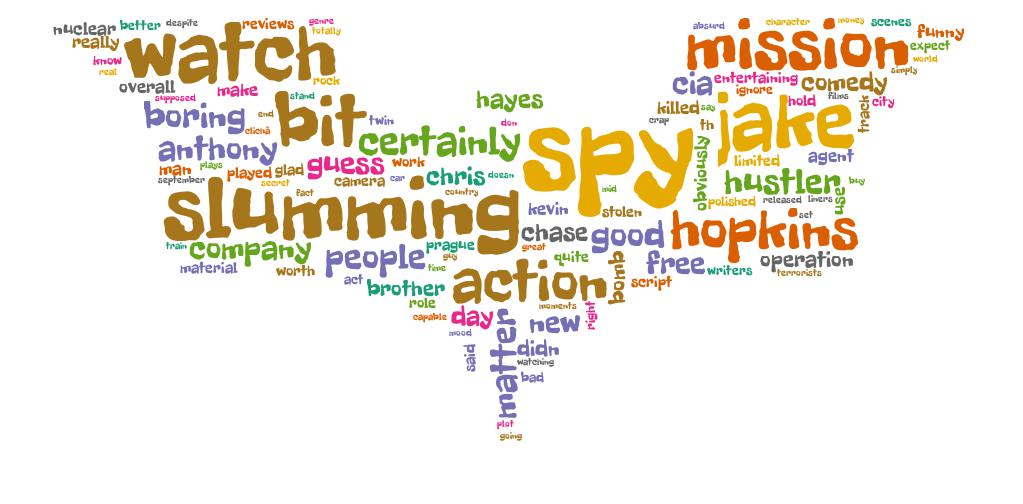 nuclear better despite reviews genre
really watch totally
know
real
overall make rock
supposed
boring end bit stand twin
clichā
anthony certainly hayes
don
man plays played glad guess work
september secret camera car chris doesn
slumming fact country
spy
mid
kevin stolen
train company chase good
great
material worth people prague
guy
time quite
act brother action bomb
role
capable day moments
mood matter new right
said didn
watching
bad
plot
going
absurd character money scenes
mission funny
expect
world
cia entertaining comedy simply
ignore films
killed say hold track city
crap th jake
obviously limited agent
hustler buy
polished released liners use
set
hopkins
free writers operation
terrorists
script